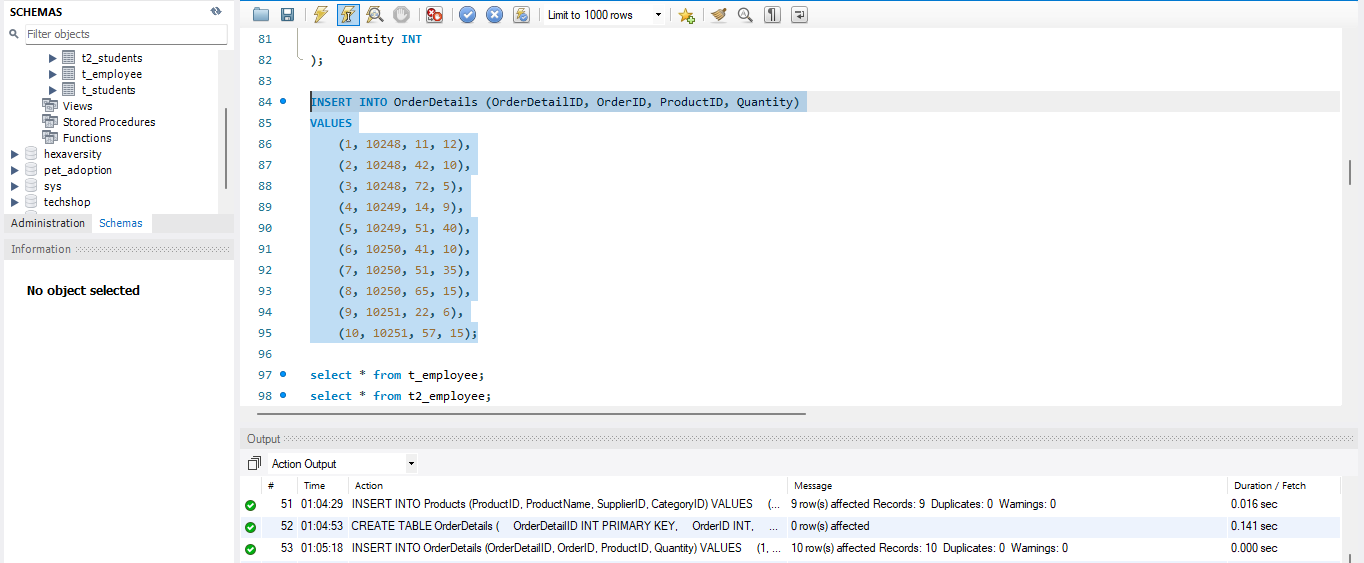 SCHEMAS
Filter objects
t2_students
t_employee
t_students
Views
Stored Procedures
Functions
hexaversity
pet_adoption
sys
techshop
Administration Schemas
Information
No object selected
Limit to 1000 rows
81 Quantity INT
82 );
83
84 INSERT INTO OrderDetails (OrderDetailID, OrderID, ProductID, Quantity)
85 VALUES
86 (1, 10248, 11, 12),
87 (2, 10248, 42, 10),
88 (3, 10248, 72, 5),
89 (4, 10249, 14, 9),
90 (5, 10249, 51, 40),
91 (6, 10250, 41, 10),
92 (7, 10250, 51, 35),
93 (8, 10250, 65, 15),
94 (9, 10251, 22, 6),
95 (10, 10251, 57, 15);
96
97 select * from t_employee;
98 select * from t2_employee;
Output
Action Output
# Time Action Message Duration / Fetch
51 01:04:29 INSERT INTO Products (ProductID, ProductName, SupplierID, CategoryID) VALUES (... 9 row(s) affected Records: 9 Duplicates: 0 Warnings: 0 0.016 sec
52 01:04:53 CREATE TABLE OrderDetails ( OrderDetailID INT PRIMARY KEY, OrderID INT, ... 0 row(s) affected 0.141 sec
53 01:05:18 INSERT INTO OrderDetails (OrderDetailID, OrderID, ProductID, Quantity) VALUES (1, ... 10 row(s) affected Records: 10 Duplicates: 0 Warnings: 0 0.000 sec